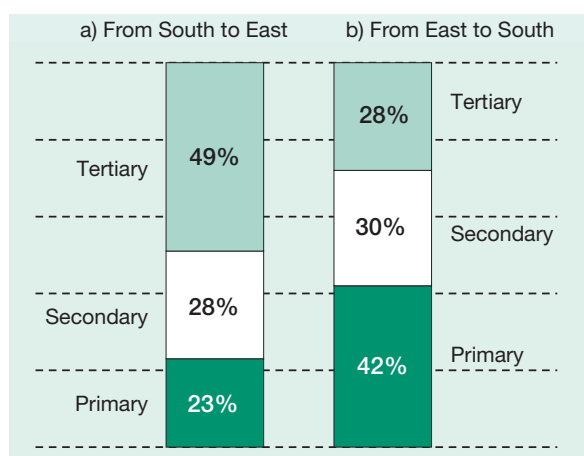 a) From South to East
b) From East to South
Tertiary
49%
Secondary
28%
Primary
23%
28%
Tertiary
30%
Secondary
42%
Primary